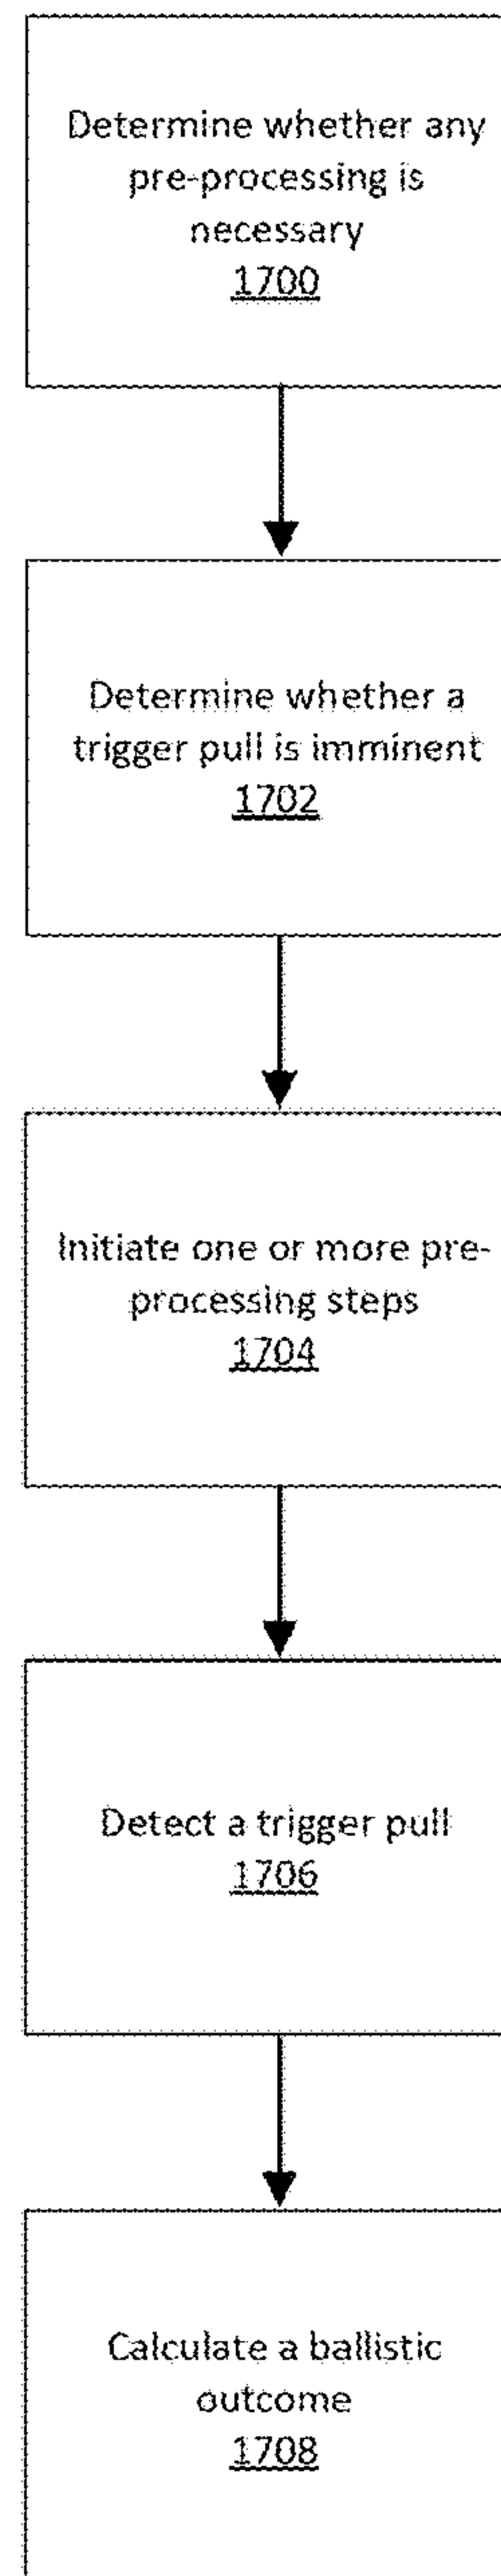 Determine whether any
pre-processing is
necessary
1700
Determine whether a
trigger pull is imminent
1702
Initiate one or more pre-
processing steps
1704
Detect a trigger pull
1706
Calculate a ballistic
outcome
1708